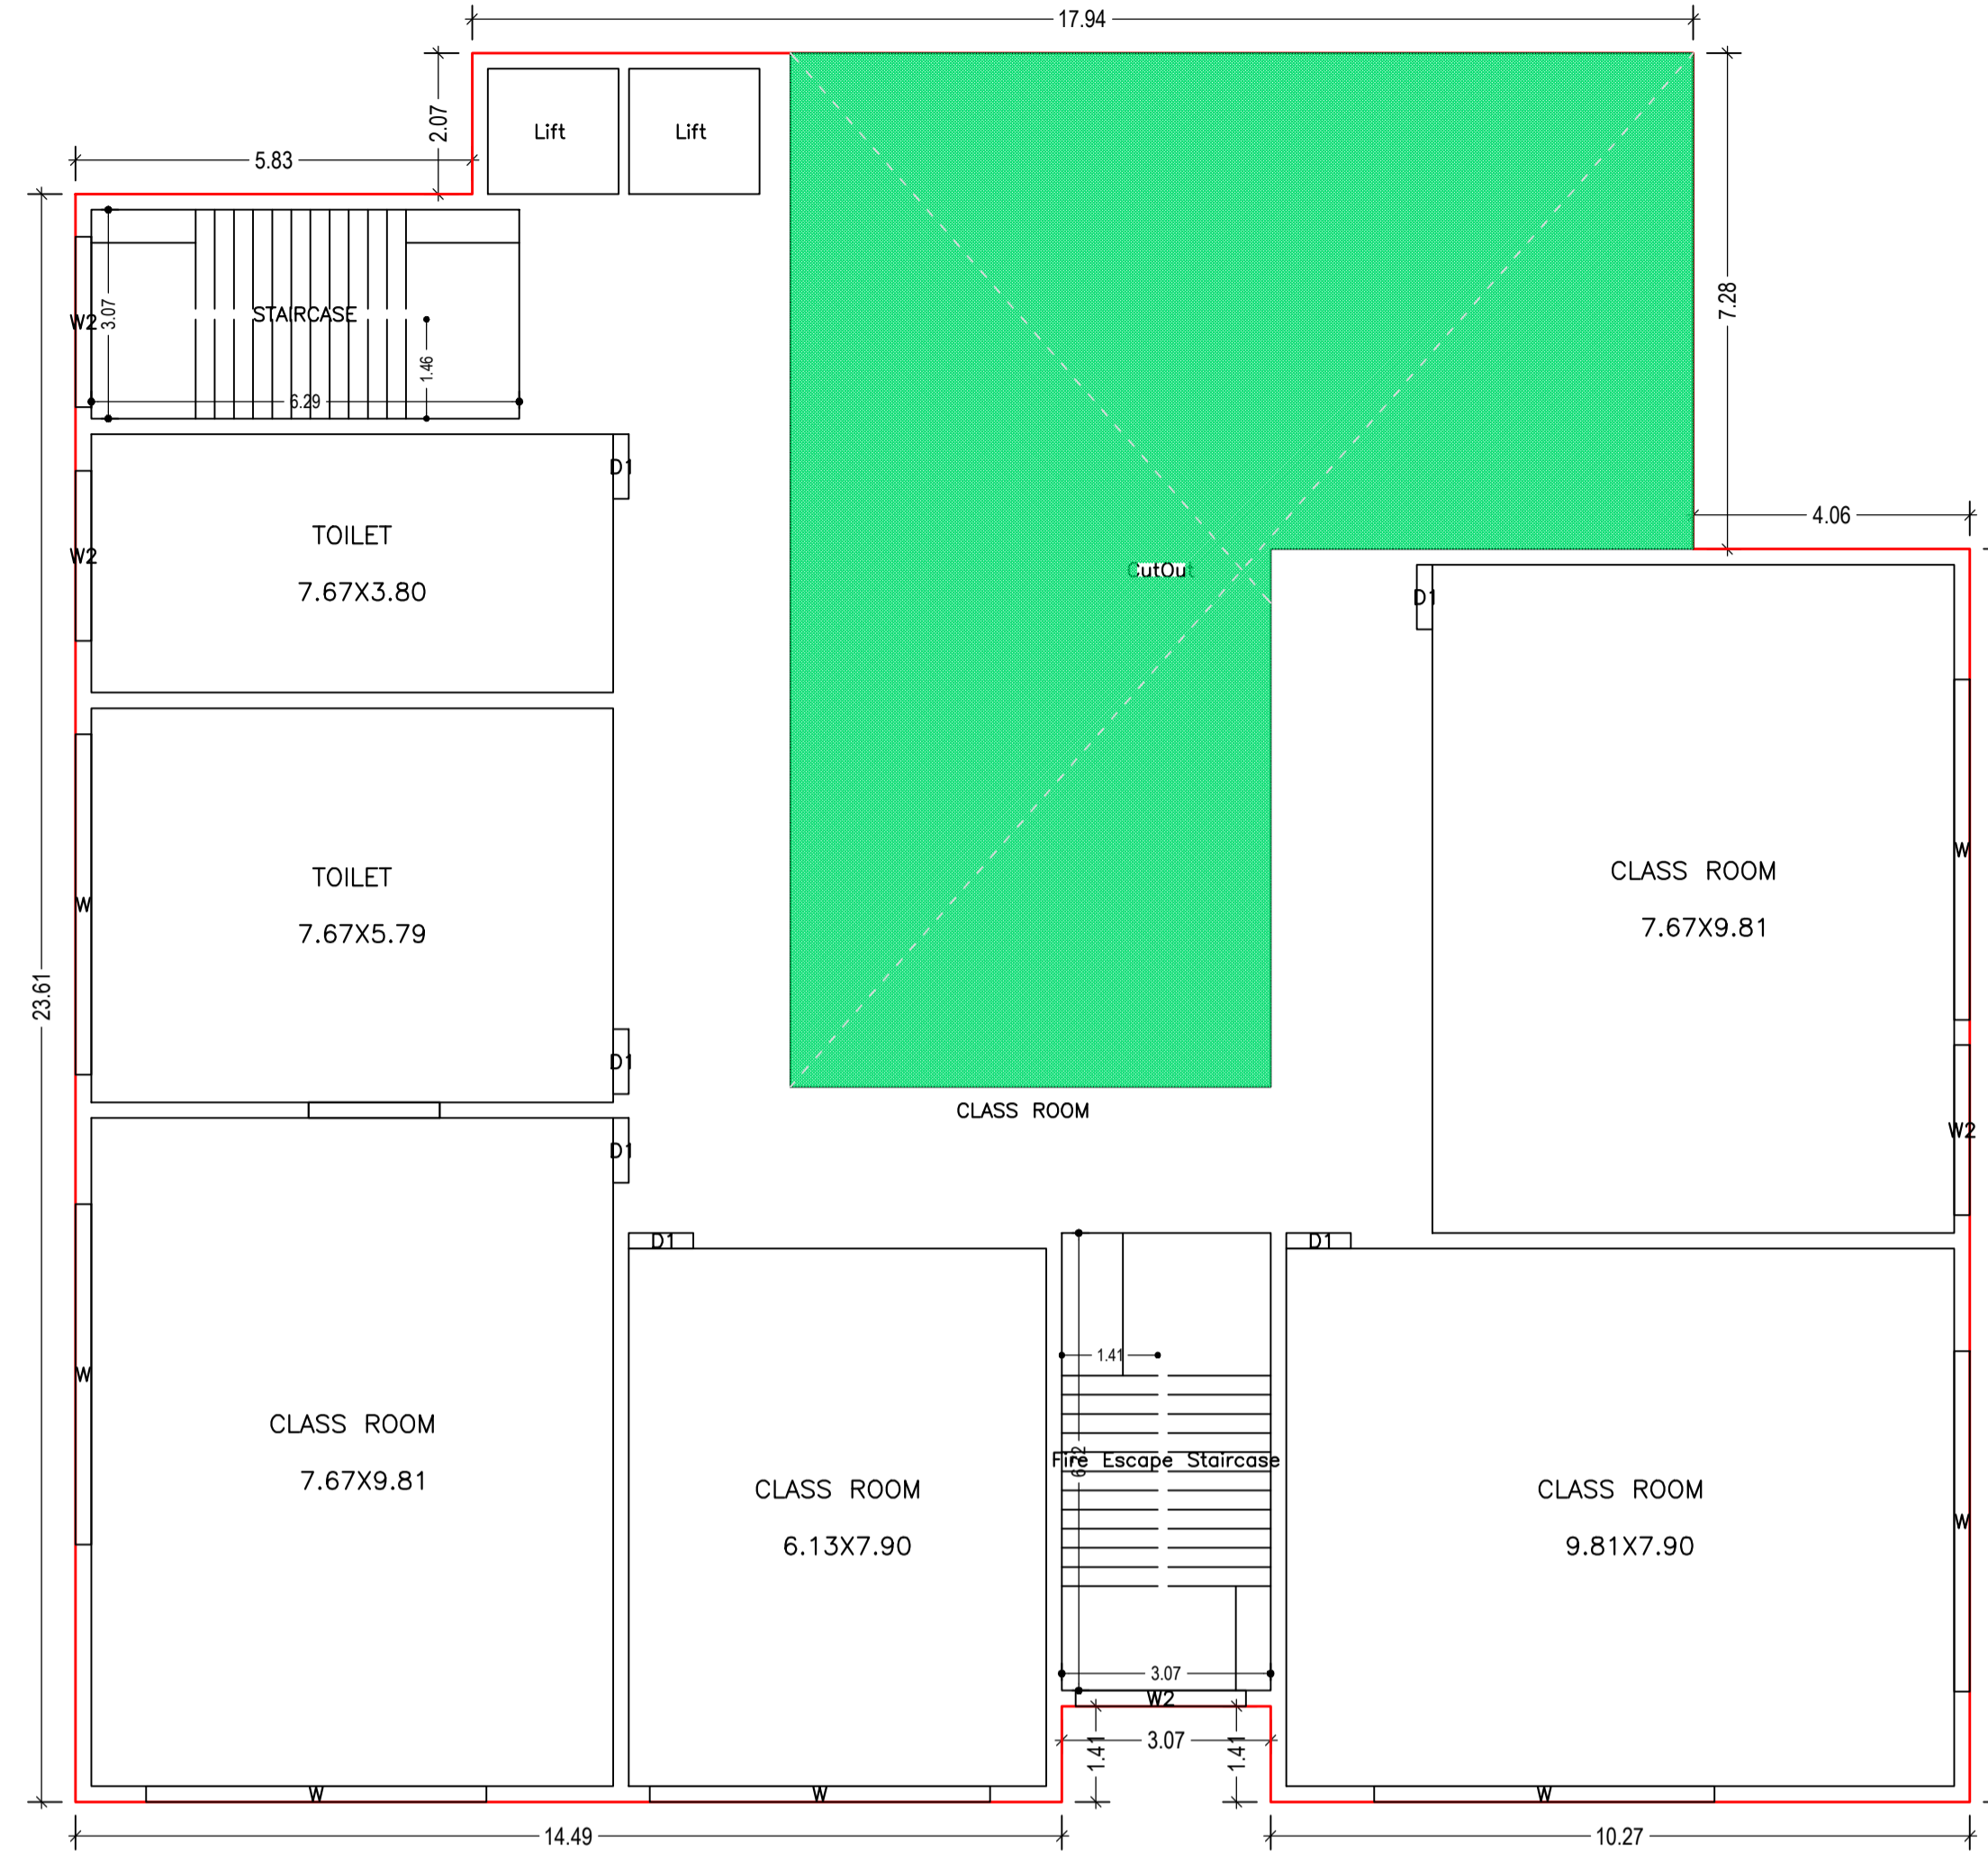 17.94
2.07
Lift
Lift
5.83
7.28
STAIRCASE
W2
3.07
1.46
6.29
D1
4.06
TOILET
7.67X3.80
W2
CutOut
D1
TOILET
7.67X5.79
W
CLASS ROOM
7.67X9.81
W
23.61
D1
CLASS ROOM
W2
D1
D1
D1
1.41
CLASS ROOM
7.67X9.81
W
6.72
Fire Escape Staircase
CLASS ROOM
6.13X7.90
CLASS ROOM
9.81X7.90
W
3.07
W2
3.07
1.41
1.41
W
W
W
14.49
10.27